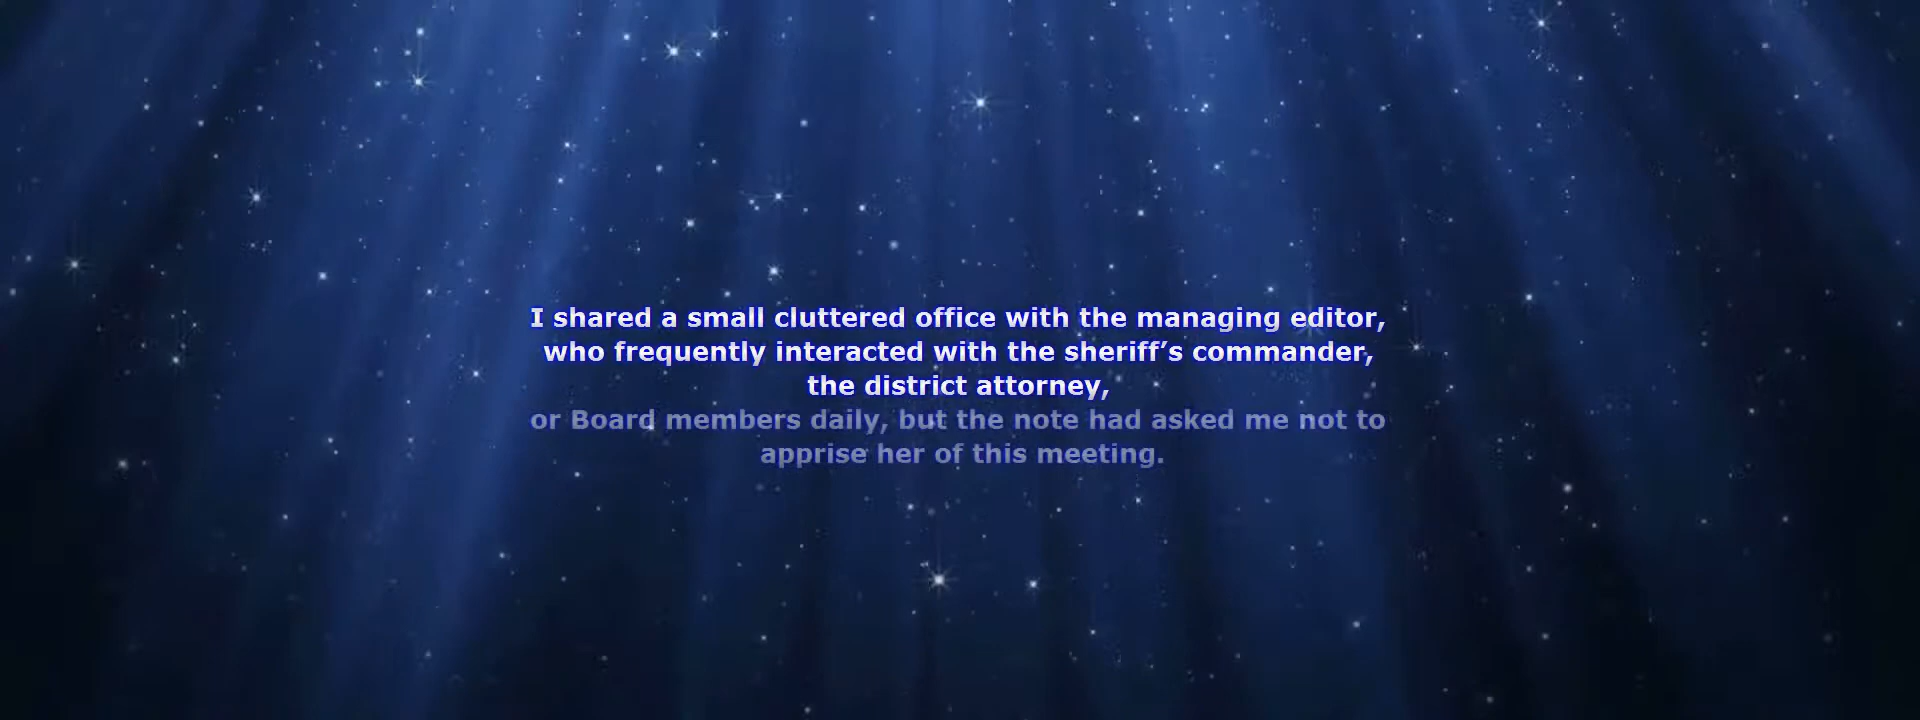 I shared a small cluttered office with the managing editor,
who frequently interacted with the sheriff’s commander,
the district attorney,
or Board members daily, but the note had asked me not to
apprise her of this meeting.